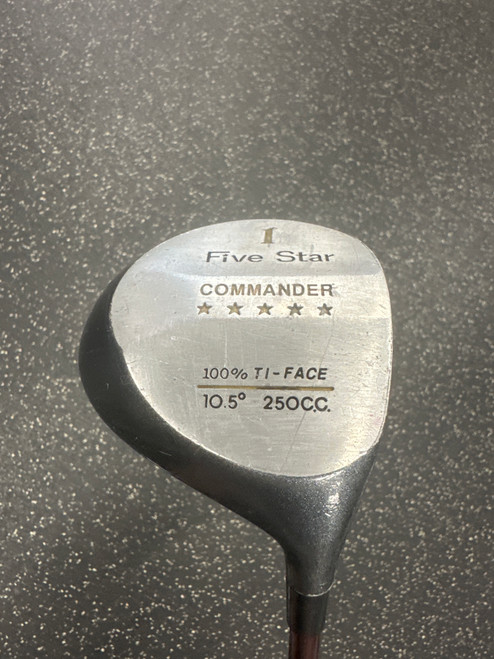 1
Five Star
COMMANDER
★ ★ ★ ★ ★
100% TI-FACE
10.5° 250C.C.